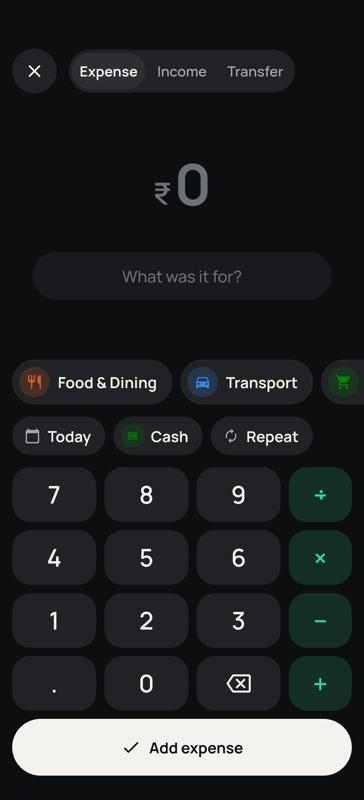 Expense Income Transfer
₹0
What was it for?
Food & Dining Transport
Today Cash Repeat
7 8 9 ÷
4 5 6 ×
1 2 3 −
. 0 +
Add expense